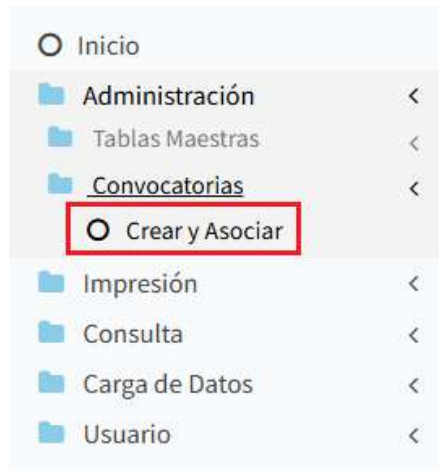 Inicio
Administración
Tablas Maestras
Convocatorias
Crear y Asociar
Impresión
Consulta
Carga de Datos
Usuario